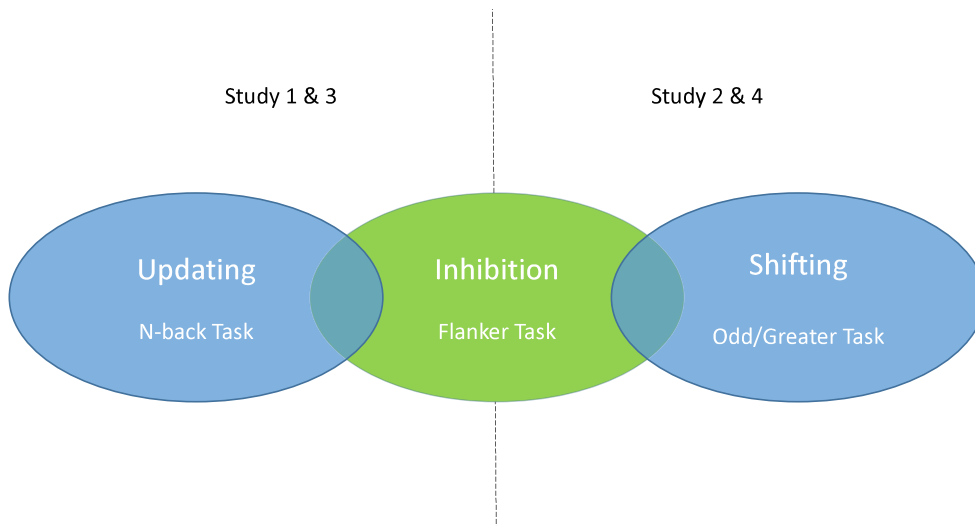 Study 1 & 3
Study 2 & 4
Updating
Inhibition
Shifting
N-back Task
Flanker Task
Odd/Greater Task